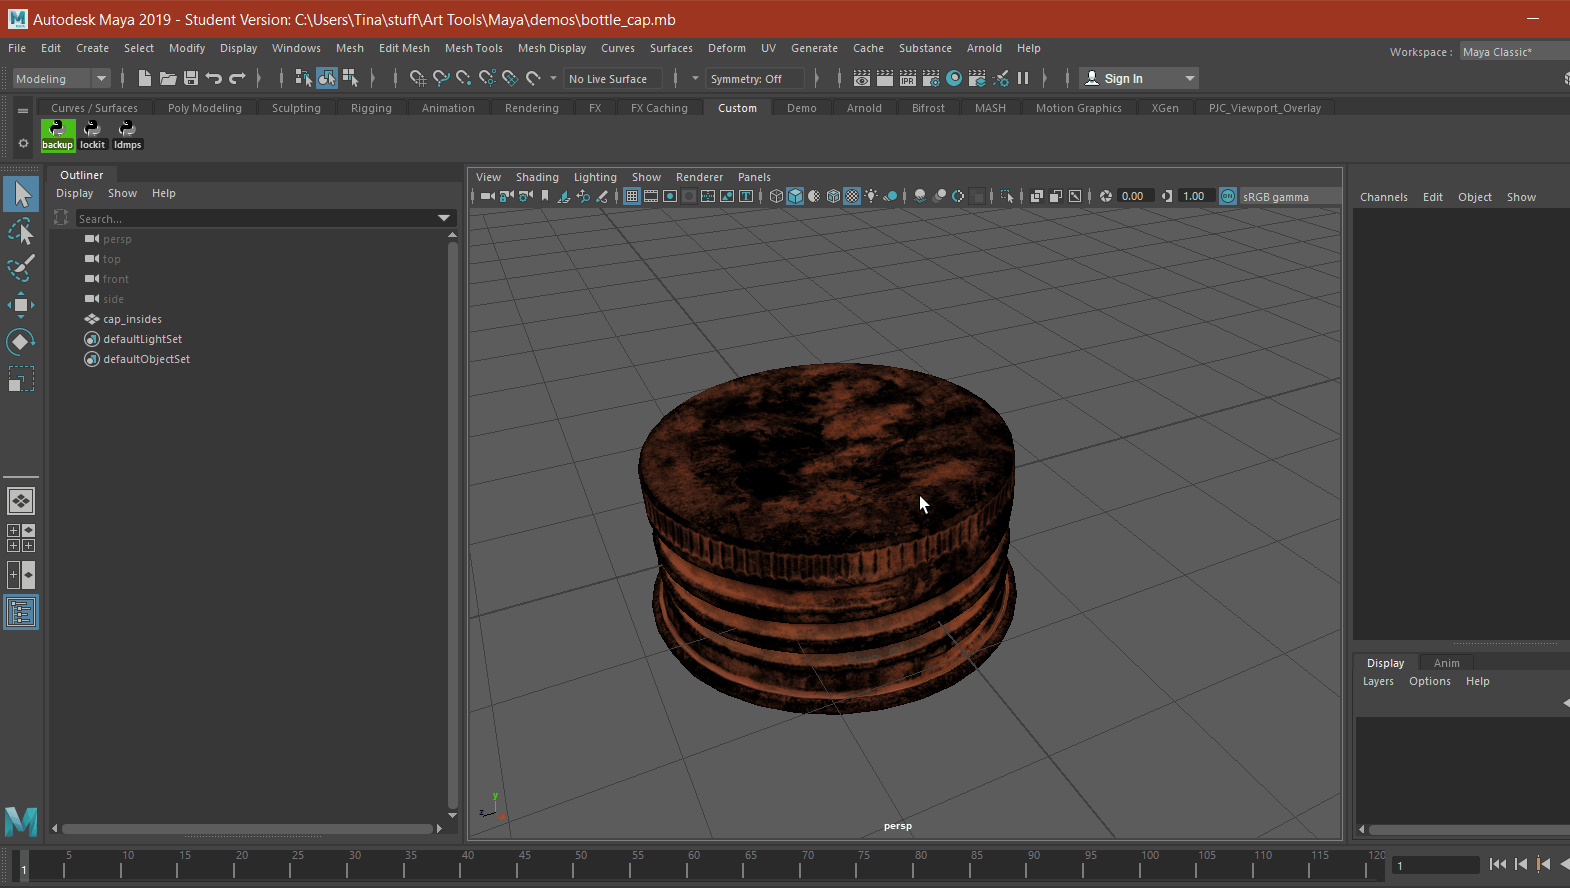 Autodesk Maya 2019 - Student Version: C:\Users\Tina\stuff\Art Tools\Maya\demos\bottle_cap.mb
File Edit Create Select Modify Display Windows Mesh Edit Mesh Mesh Tools Mesh Display Curves Surfaces Deform UV Generate Cache Substance Arnold Help
Workspace : Maya Classic*
Modeling No Live Surface Symmetry: Off IPR Sign In
Curves / Surfaces Poly Modeling Sculpting Rigging Animation Rendering FX FX Caching Custom Demo Arnold Bifrost MASH Motion Graphics XGen PJC_Viewport_Overlay
backup lockit ldmps
Outliner
Display Show Help
Search...
persp
top
front
side
cap_insides
defaultLightSet
defaultObjectSet
View Shading Lighting Show Renderer Panels
0.00 1.00 ON sRGB gamma
y
z
persp
Channels Edit Object Show
Display Anim
Layers Options Help
1 5 10 15 20 25 30 35 40 45 50 55 60 65 70 75 80 85 90 95 100 105 110 115 120
1